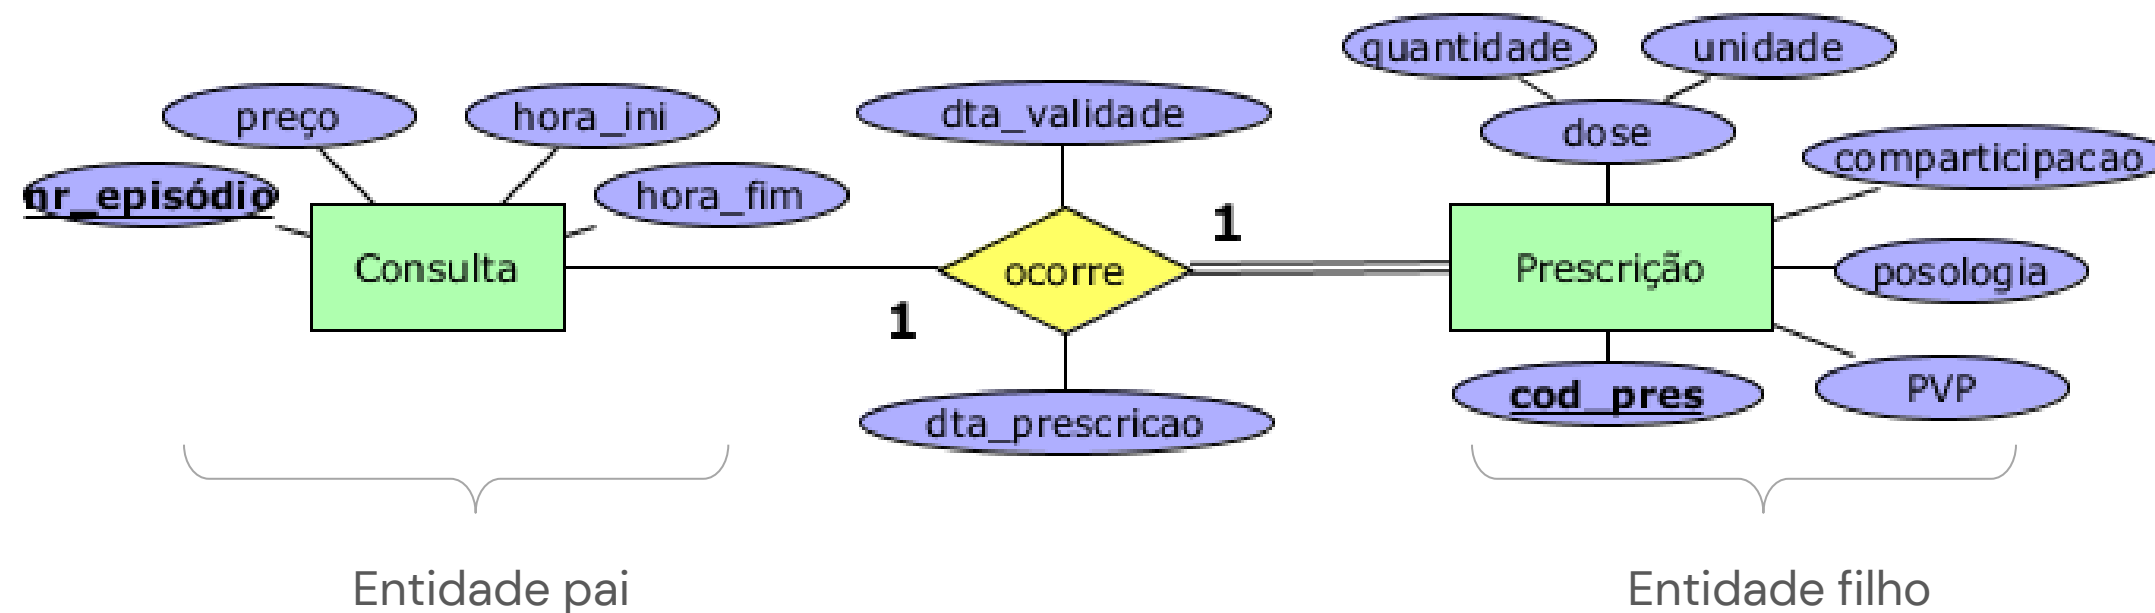 quantidade
unidade
preço
hora_ini
dta_validade
dose
comparticipacao
nr_episódio
hora_fim
1
Consulta
ocorre
Prescrição
posologia
1
cod_pres
PVP
dta_prescricao
Entidade pai
Entidade filho